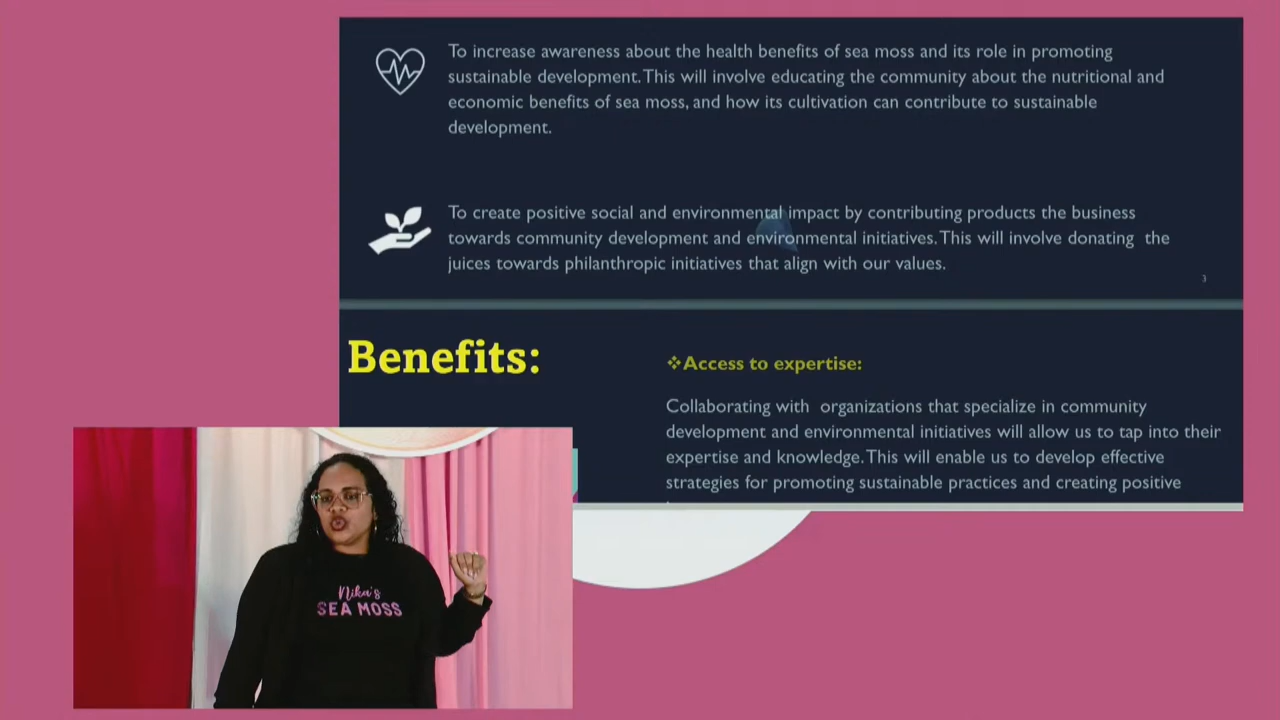 To increase awareness about the health benefits of sea moss and its role in promoting
sustainable development. This will involve educating the community about the nutritional and
economic benefits of sea moss, and how its cultivation can contribute to sustainable
development.
To create positive social and environmental impact by contributing products the business
towards community development and environmental initiatives. This will involve donating the
juices towards philanthropic initiatives that align with our values.
3
Benefits:
❖Access to expertise:
Collaborating with organizations that specialize in community
development and environmental initiatives will allow us to tap into their
expertise and knowledge. This will enable us to develop effective
strategies for promoting sustainable practices and creating positive
Nika's
SEA MOSS